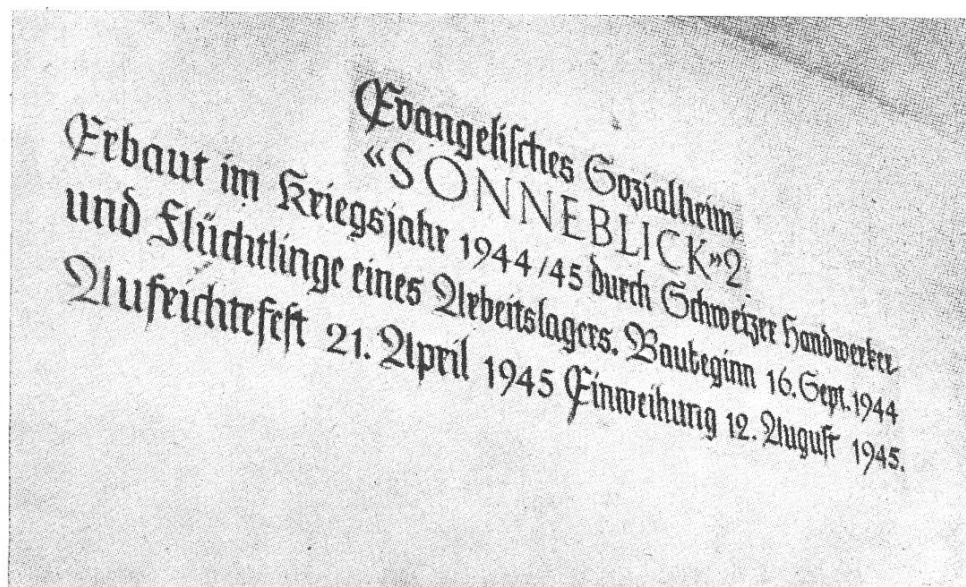 Evangelisches Sozialheim
«SONNEBLICK»2
Erbaut im Kriegsjahr 1944/45 durch Schweizer Handwerker
und Flüchtlinge eines Arbeitslagers. Baubeginn 16. Sept. 1944
Aufrichtefest 21. April 1945 Einweihung 12. August 1945.